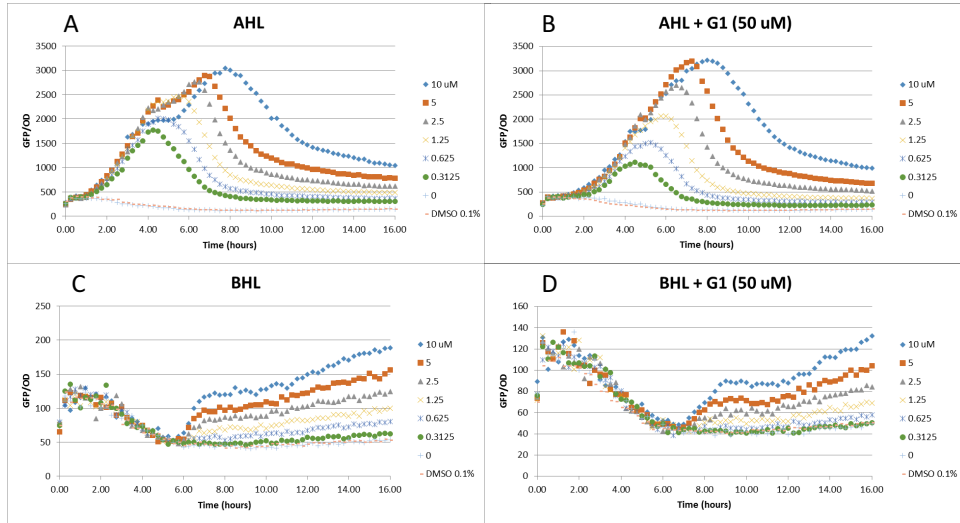 A
AHL
GFP/OD
3500
3000
2500
2000
1500
1000
500
0
0.00 2.00 4.00 6.00 8.00 10.00 12.00 14.00 16.00
Time (hours)
10 uM
5
2.5
1.25
0.625
0.3125
0
DMSO 0.1%
B
AHL + G1 (50 uM)
GFP/OD
3500
3000
2500
2000
1500
1000
500
0
0.00 2.00 4.00 6.00 8.00 10.00 12.00 14.00 16.00
Time (hours)
10 uM
5
2.5
1.25
0.625
0.3125
0
DMSO 0.1%
C
BHL
GFP/OD
250
200
150
100
50
0
0.00 2.00 4.00 6.00 8.00 10.00 12.00 14.00 16.00
Time (hours)
10 uM
5
2.5
1.25
0.625
0.3125
0
DMSO 0.1%
D
BHL + G1 (50 uM)
GFP/OD
160
140
120
100
80
60
40
20
0
0.00 2.00 4.00 6.00 8.00 10.00 12.00 14.00 16.00
Time (hours)
10 uM
5
2.5
1.25
0.625
0.3125
0
DMSO 0.1%